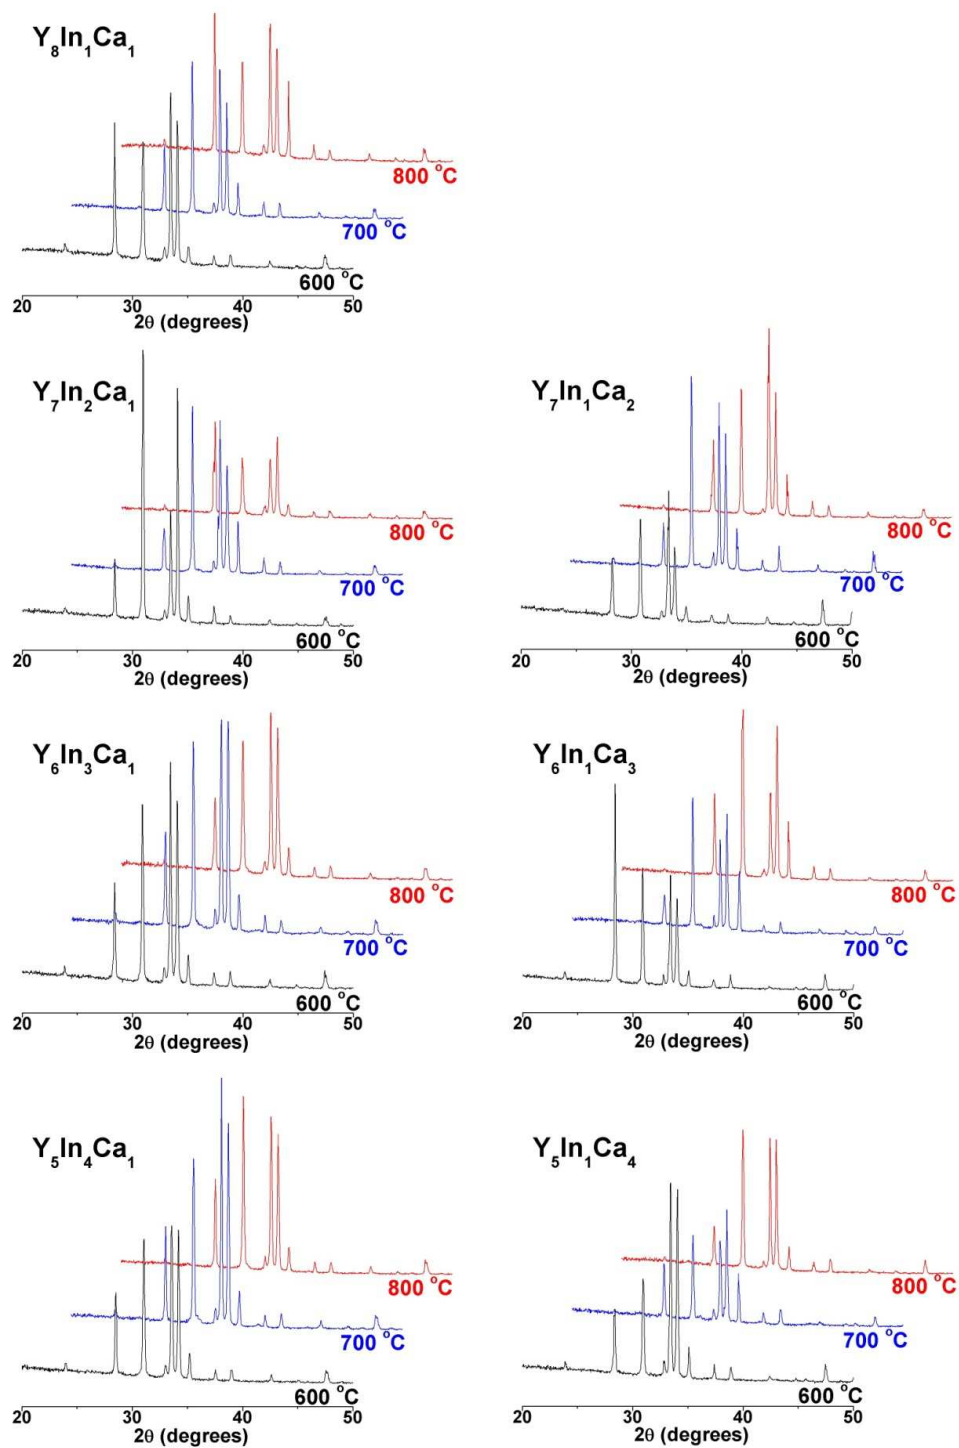 Y₈In₁Ca₁
800 °C
700 °C
600 °C
20 30 40 50
2θ (degrees)
Y₇In₂Ca₁
800 °C
700 °C
600 °C
20 30 40 50
2θ (degrees)
Y₇In₁Ca₂
800 °C
700 °C
600 °C
20 30 40 50
2θ (degrees)
Y₆In₃Ca₁
800 °C
700 °C
600 °C
20 30 40 50
2θ (degrees)
Y₆In₁Ca₃
800 °C
700 °C
600 °C
20 30 40 50
2θ (degrees)
Y₅In₄Ca₁
800 °C
700 °C
600 °C
20 30 40 50
2θ (degrees)
Y₅In₁Ca₄
800 °C
700 °C
600 °C
20 30 40 50
2θ (degrees)